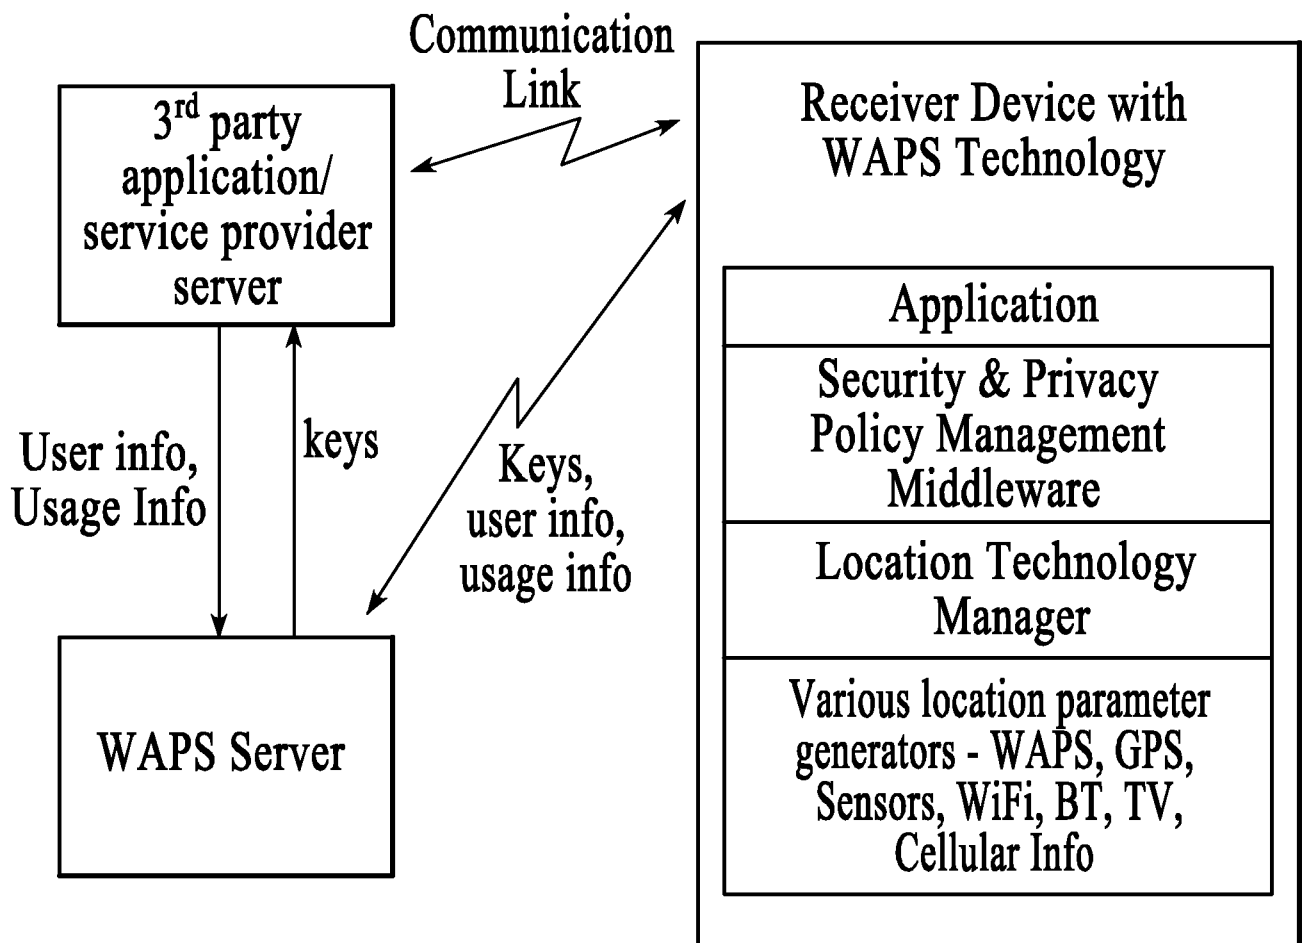 Communication
Link
3rd party
application/
service provider
server
Receiver Device with
WAPS Technology
Application
Security & Privacy
Policy Management
Middleware
Location Technology
Manager
Various location parameter
generators - WAPS, GPS,
Sensors, WiFi, BT, TV,
Cellular Info
User info,
Usage Info
keys
Keys,
user info,
usage info
WAPS Server